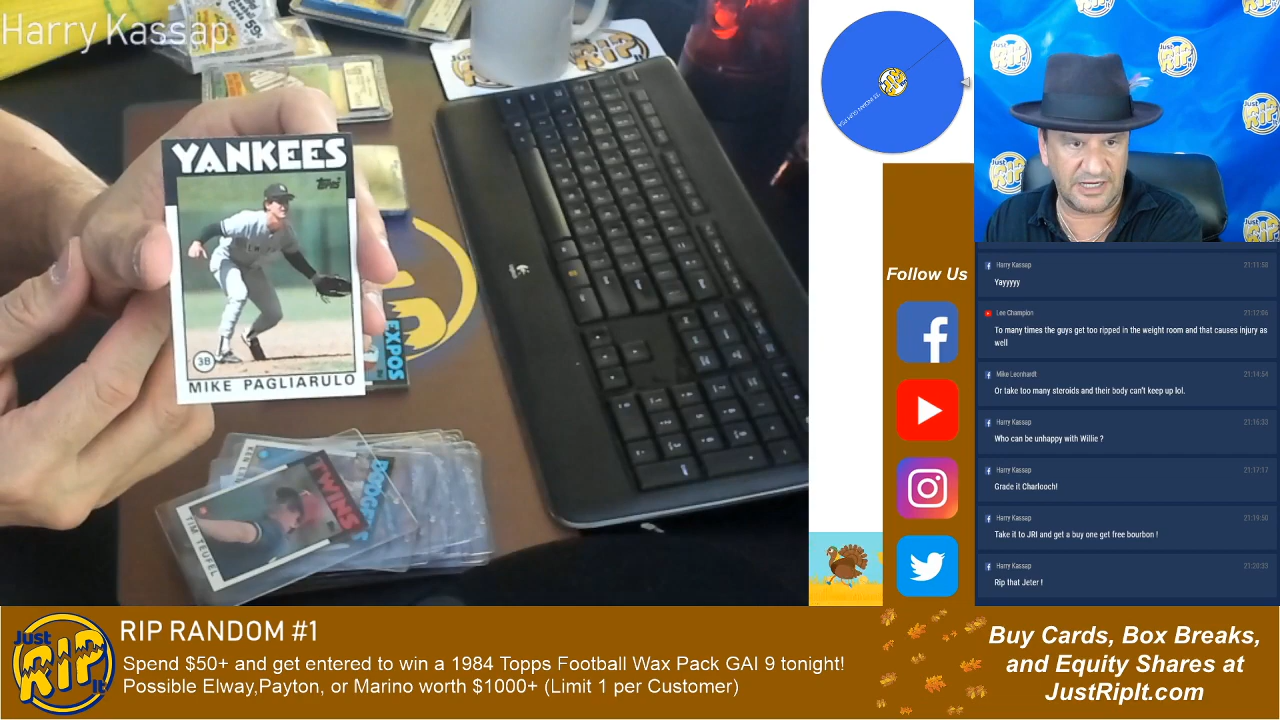 Harry Kassap
59¢
YANKEES
Topps
3B
MIKE PAGLIARULO
EXPOS
TWINS
TIM TEUFEL
Just
RIP
It
Follow Us
Harry Kassap 21:11:58
Yayyyyy
Lee Champion 21:12:06
To many times the guys get too ripped in the weight room and that causes injury as
well
Mike Leonhardt 21:14:54
Or take too many steroids and their body can't keep up lol.
Harry Kassap 21:16:33
Who can be unhappy with Willie ?
Harry Kassap 21:17:17
Grade it Charlooch!
Harry Kassap 21:19:58
Take it to JRI and get a buy one get free bourbon !
Harry Kassap 21:20:33
Rip that Jeter !
Just
RIP
It
RIP RANDOM #1
Spend $50+ and get entered to win a 1984 Topps Football Wax Pack GAI 9 tonight!
Possible Elway,Payton, or Marino worth $1000+ (Limit 1 per Customer)
Buy Cards, Box Breaks,
and Equity Shares at
JustRipIt.com